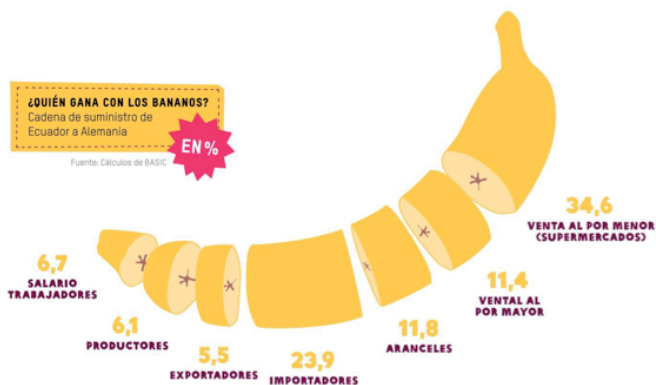 ¿QUIÉN GANA CON LOS BANANOS?
Cadena de suministro de
Ecuador a Alemania
EN %
Fuente: Cálculos de BASIC
6,7
SALARIO
TRABAJADORES
6,1
PRODUCTORES
5,5
EXPORTADORES
23,9
IMPORTADORES
11,8
ARANCELES
11,4
VENTAL AL
POR MAYOR
34,6
VENTA AL POR MENOR
(SUPERMERCADOS)